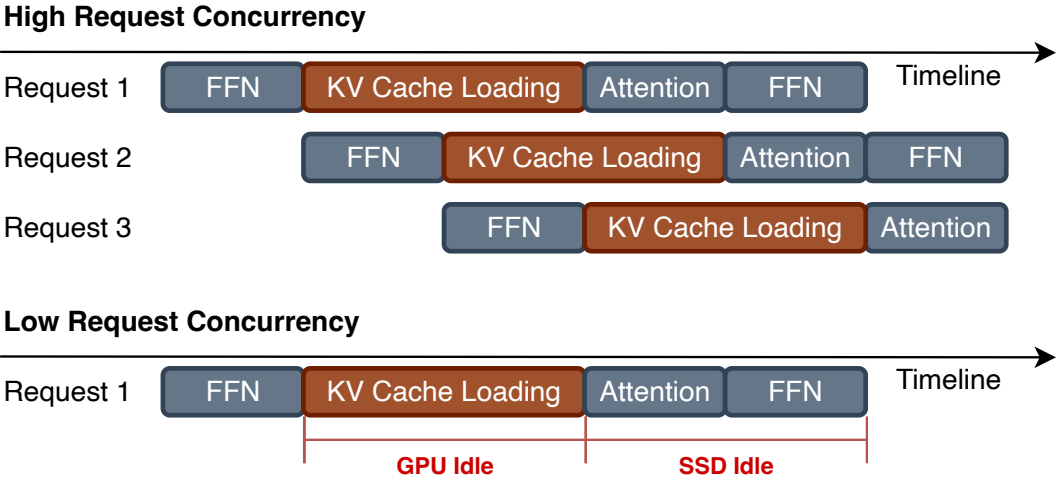 High Request Concurrency
Timeline
Request 1 FFN KV Cache Loading Attention FFN
Request 2 FFN KV Cache Loading Attention FFN
Request 3 FFN KV Cache Loading Attention
Low Request Concurrency
Timeline
Request 1 FFN KV Cache Loading Attention FFN
GPU Idle SSD Idle